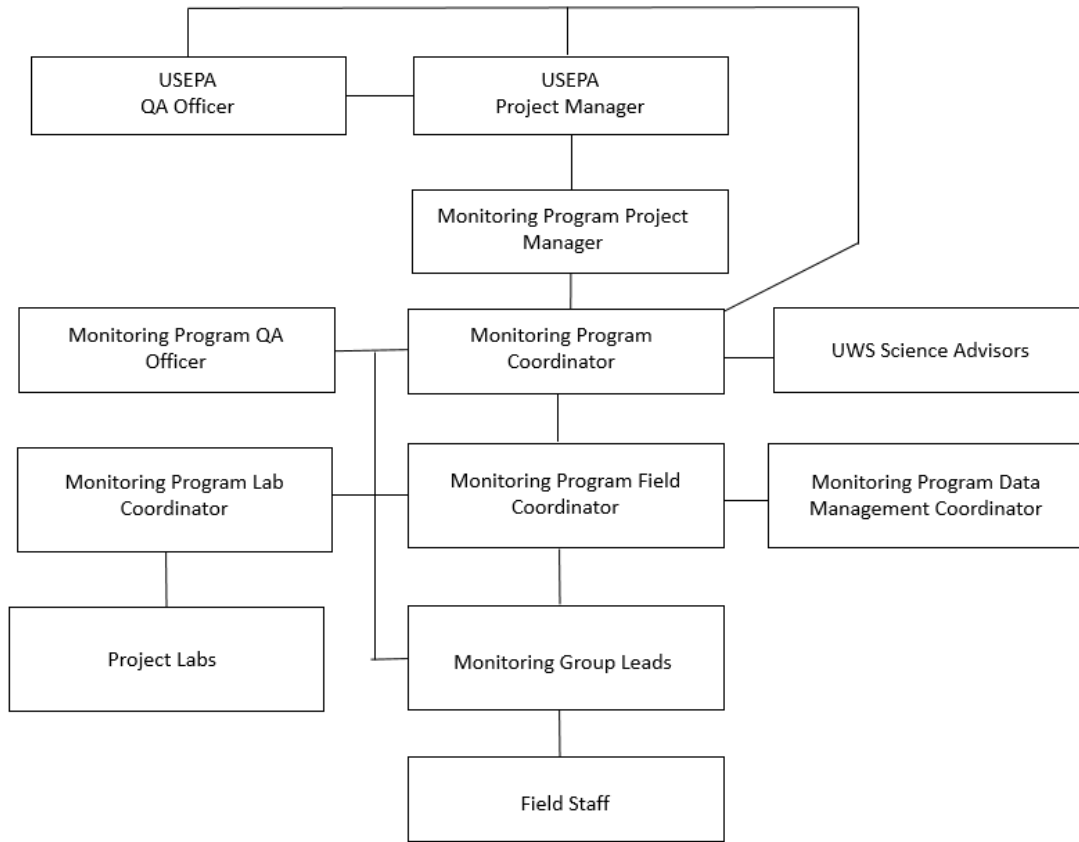 USEPA
QA Officer
USEPA
Project Manager
Monitoring Program Project
Manager
Monitoring Program QA
Officer
Monitoring Program
Coordinator
UWS Science Advisors
Monitoring Program Lab
Coordinator
Monitoring Program Field
Coordinator
Monitoring Program Data
Management Coordinator
Project Labs
Monitoring Group Leads
Field Staff